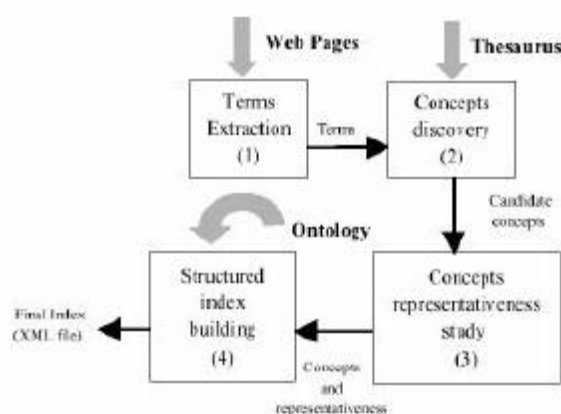 Web Pages
Thesaurus
Terms
Extraction
(1)
Terms
Concepts
discovery
(2)
Candidate
concepts
Ontology
Structured
index
building
(4)
Concepts
representativeness
study
(3)
Final Index
(XML file)
Concepts
and
representativeness